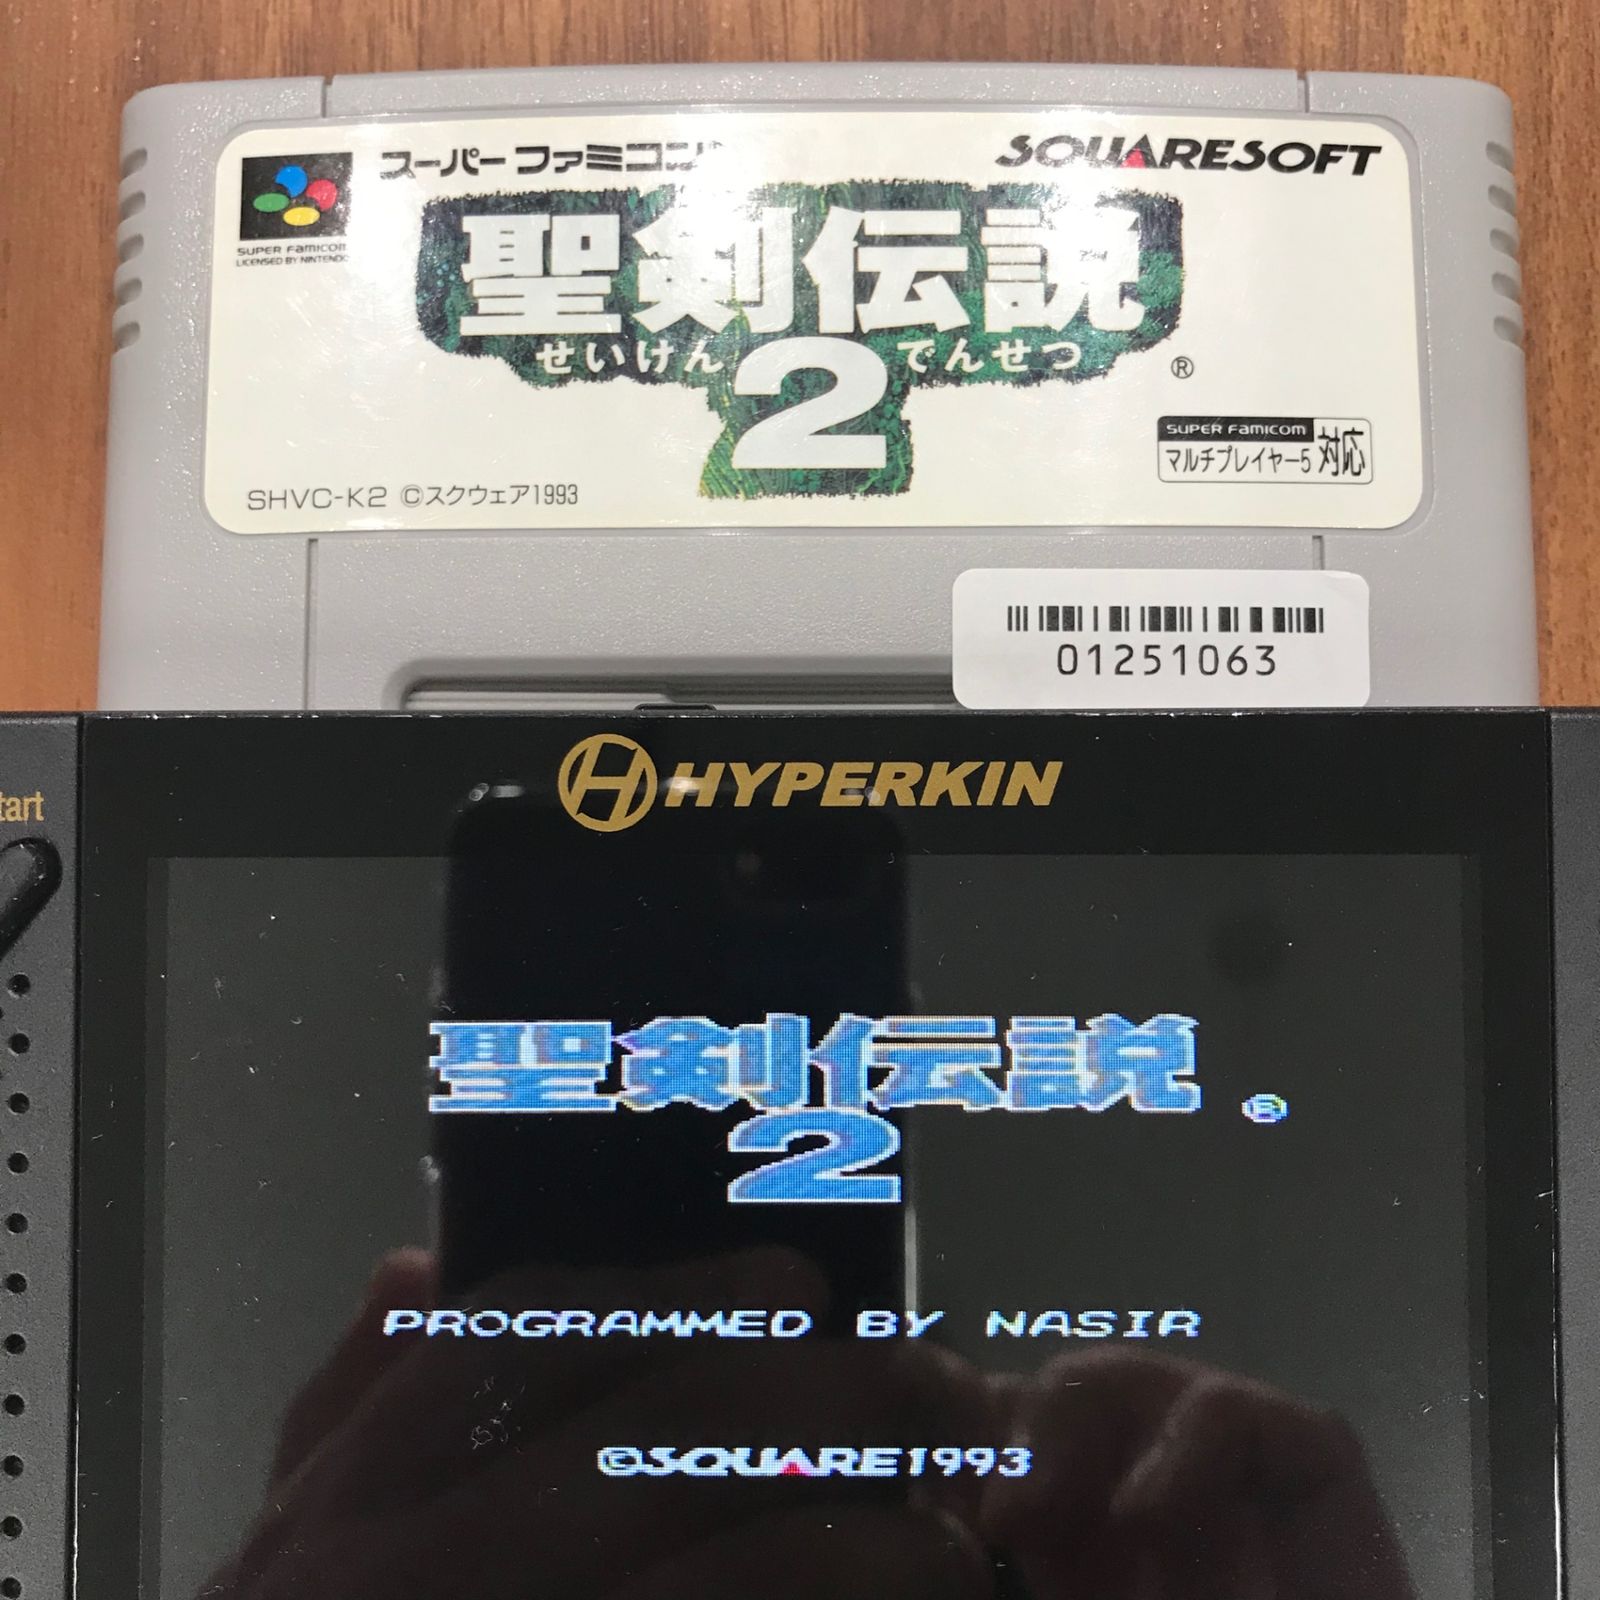 スーパーファミコン
SQUARESOFT
SUPER FAMICOM
LICENSED BY NINTENDO
聖剣伝説
せいけんでんせつ
2
®
SUPER FAMICOM
マルチプレイヤー5対応
SHVC-K2 ©スクウェア1993
01251063
HYPERKIN
tart
聖剣伝説
®
2
PROGRAMMED BY NASIR
©SQUARE1993